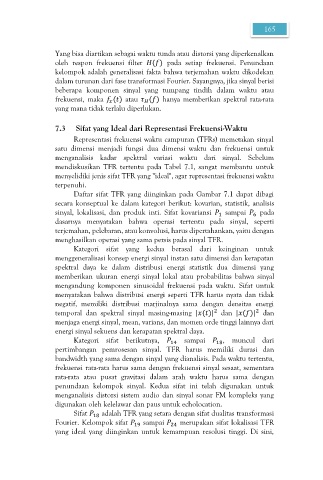 165
Yang bisa diartikan sebagai waktu tunda atau distorsi yang diperkenalkan
oleh respon frekuensi filter H(f) pada setiap frekuensi. Penundaan
kelompok adalah generalisasi fakta bahwa terjemahan waktu dikodekan
dalam turunan dari fase transformasi Fourier. Sayangnya, jika sinyal berisi
beberapa komponen sinyal yang tumpang tindih dalam waktu atau
frekuensi, maka f_x(t) atau τ_H(f) hanya memberikan spektral rata-rata
yang mana tidak terlalu diperlukan.
7.3 Sifat yang Ideal dari Representasi Frekuensi-Waktu
Representasi frekuensi waktu campuran (TFRs) memetakan sinyal
satu dimensi menjadi fungsi dua dimensi waktu dan frekuensi untuk
menganalisis kadar spektral variasi waktu dari sinyal. Sebelum
mendiskusikan TFR tertentu pada Tabel 7.1, sangat membantu untuk
menyelidiki jenis sifat TFR yang "ideal", agar representasi frekuensi waktu
terpenuhi.
Daftar sifat TFR yang diinginkan pada Gambar 7.1 dapat dibagi
secara konseptual ke dalam kategori berikut: kovarian, statistik, analisis
sinyal, lokalisasi, dan produk inti. Sifat kovariansi P₁ sampai P₆ pada
dasarnya menyatakan bahwa operasi tertentu pada sinyal, seperti
terjemahan, pelebaran, atau konvolusi, harus dipertahankan, yaitu dengan
menghasilkan operasi yang sama persis pada sinyal TFR.
Kategori sifat yang kedua berasal dari keinginan untuk
menggeneralisasi konsep energi sinyal instan satu dimensi dan kerapatan
spektral daya ke dalam distribusi energi statistik dua dimensi yang
memberikan ukuran energi sinyal lokal atau probabilitas bahwa sinyal
mengandung komponen sinusoidal frekuensi pada waktu. Sifat untuk
menyatakan bahwa distribusi energi seperti TFR harus nyata dan tidak
negatif, memiliki distribusi marjinalnya sama dengan densitas energi
temporal dan spektral sinyal masing-masing |x(t)|² dan |x(f)|² dan
menjaga energi sinyal, mean, varians, dan momen orde tinggi lainnya dari
energi sinyal sekuens dan kerapatan spektral daya.
Kategori sifat berikutnya, P₁₄ sampai P₁₈, muncul dari
pertimbangan pemrosesan sinyal. TFR harus memiliki durasi dan
bandwidth yang sama dengan sinyal yang dianalisis. Pada waktu tertentu,
frekuensi rata-rata harus sama dengan frekuensi sinyal sesaat, sementara
rata-rata atau pusat gravitasi dalam arah waktu harus sama dengan
penundaan kelompok sinyal. Kedua sifat ini telah digunakan untuk
menganalisis distorsi sistem audio dan sinyal sonar FM kompleks yang
digunakan oleh kelelawar dan paus untuk echolocation.
Sifat P₁₈ adalah TFR yang setara dengan sifat dualitas transformasi
Fourier. Kelompok sifat P₁₉ sampai P₂₄ merupakan sifat lokalisasi TFR
yang ideal yang diinginkan untuk kemampuan resolusi tinggi. Di sini,